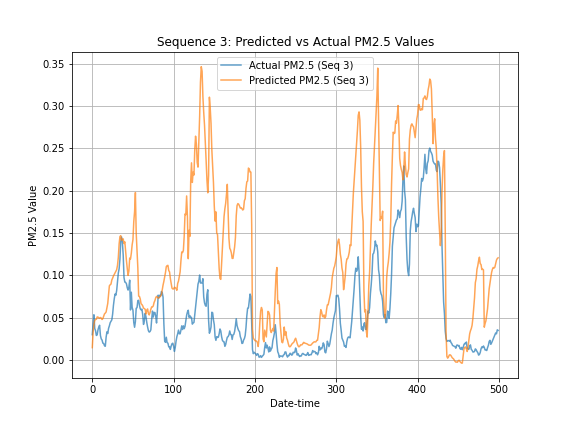 Sequence 3: Predicted vs Actual PM2.5 Values
Actual PM2.5 (Seq 3)
Predicted PM2.5 (Seq 3)
PM2.5 Value
0.35
0.30
0.25
0.20
0.15
0.10
0.05
0.00
0 100 200 300 400 500
Date-time